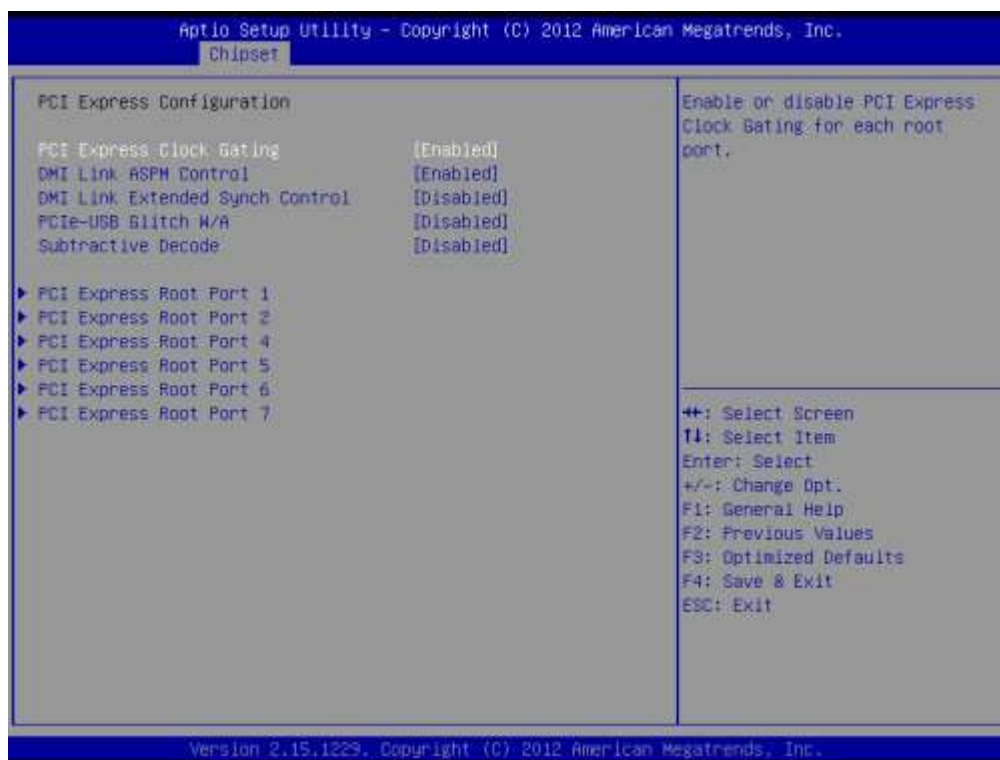 Aptio Setup Utility - Copyright (C) 2012 American Megatrends, Inc.
Chipset
PCI Express Configuration
PCI Express Clock Gating [Enabled]
DMI Link ASPM Control [Enabled]
DMI Link Extended Synch Control [Disabled]
PCIe-USB Glitch W/A [Disabled]
Subtractive Decode [Disabled]
PCI Express Root Port 1
PCI Express Root Port 2
PCI Express Root Port 4
PCI Express Root Port 5
PCI Express Root Port 6
PCI Express Root Port 7
Enable or disable PCI Express
Clock Gating for each root
port.
→←: Select Screen
↑↓: Select Item
Enter: Select
+/-: Change Opt.
F1: General Help
F2: Previous Values
F3: Optimized Defaults
F4: Save & Exit
ESC: Exit
Version 2.15.1229. Copyright (C) 2012 American Megatrends, Inc.